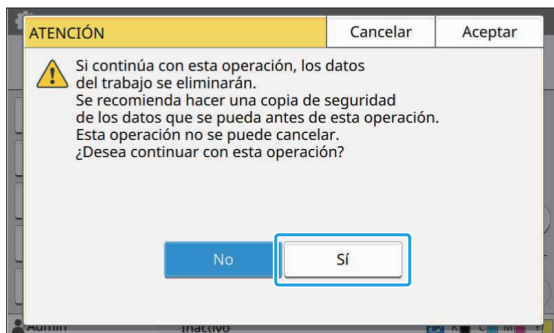 ATENCIÓN
Cancelar
Aceptar
Si continúa con esta operación, los datos
del trabajo se eliminarán.
Se recomienda hacer una copia de seguridad
de los datos que se pueda antes de esta operación.
Esta operación no se puede cancelar.
¿Desea continuar con esta operación?
No
Sí
Admin
Inactivo
K C M Y